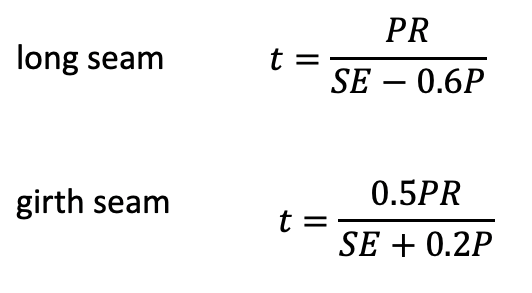 long seam t = PR / SE − 0.6P
girth seam t = 0.5PR / SE + 0.2P